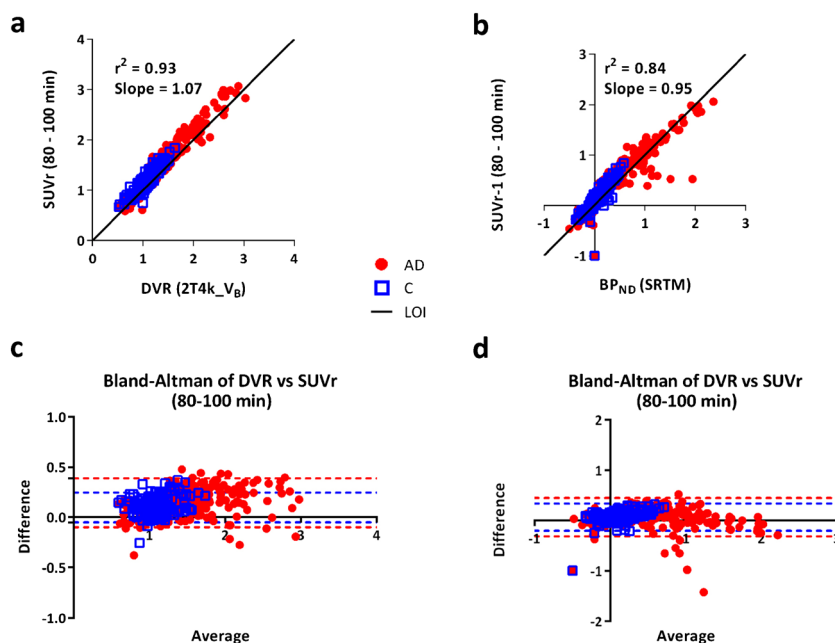 a
r² = 0.93
Slope = 1.07
SUVr (80 - 100 min)
4
3
2
1
0
0 1 2 3 4
DVR (2T4k_V_B)
b
r² = 0.84
Slope = 0.95
SUVr-1 (80 - 100 min)
3
2
1
-1
-1 0 1 2 3
BP_ND (SRTM)
AD
C
LOI
c
Bland-Altman of DVR vs SUVr
(80-100 min)
Difference
1.0
0.5
0.0
-0.5
-1.0
1 2 3 4
Average
d
Bland-Altman of DVR vs SUVr
(80-100 min)
Difference
2
1
-1
-2
-1 1 2 3
Average